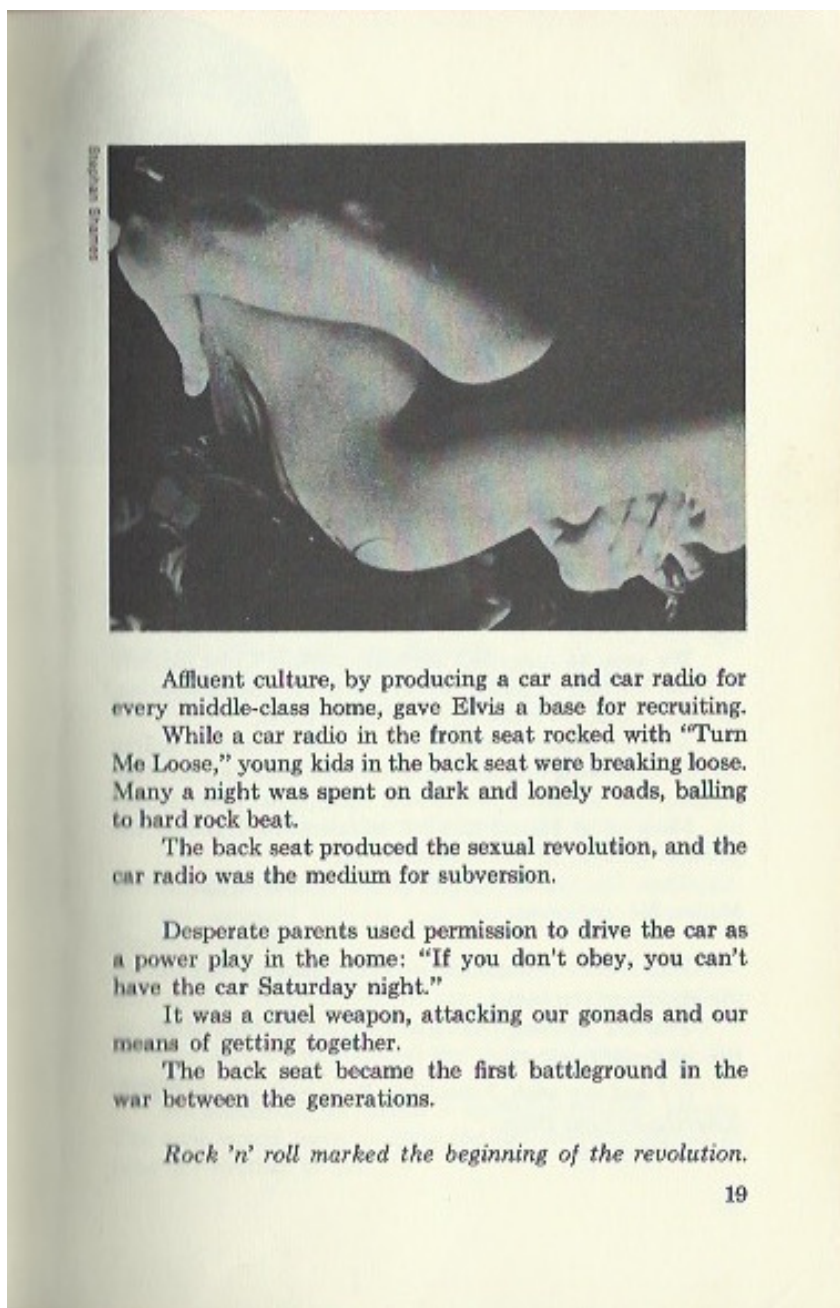 Stephen Shames
Affluent culture, by producing a car and car radio for
every middle-class home, gave Elvis a base for recruiting.
While a car radio in the front seat rocked with “Turn
Me Loose,” young kids in the back seat were breaking loose.
Many a night was spent on dark and lonely roads, balling
to hard rock beat.
The back seat produced the sexual revolution, and the
car radio was the medium for subversion.
Desperate parents used permission to drive the car as
a power play in the home: “If you don't obey, you can’t
have the car Saturday night.”
It was a cruel weapon, attacking our gonads and our
means of getting together.
The back seat became the first battleground in the
war between the generations.
Rock ’n’ roll marked the beginning of the revolution.
19